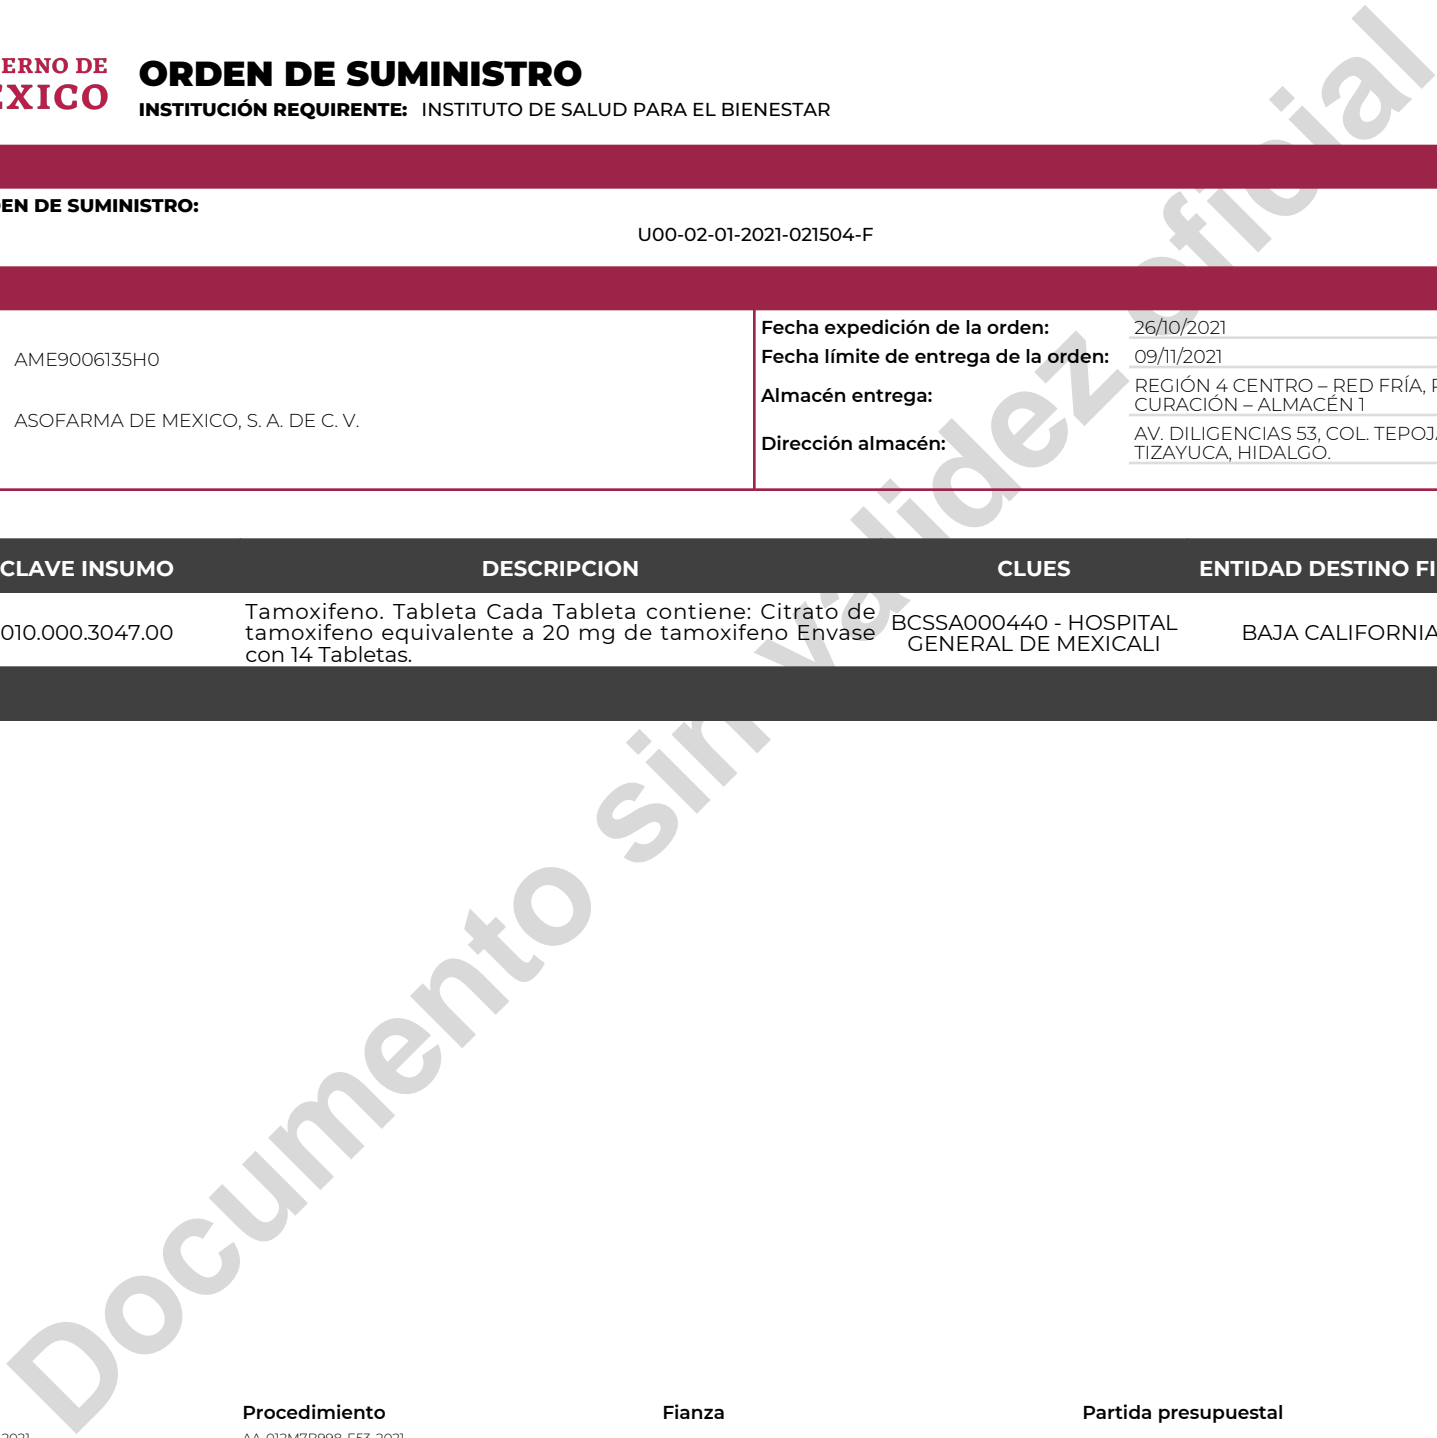 ERNO DE
EXICO
ORDEN DE SUMINISTRO
INSTITUCIÓN REQUIRENTE: INSTITUTO DE SALUD PARA EL BIENESTAR
EN DE SUMINISTRO:
U00-02-01-2021-021504-F
AME9006135H0
ASOFARMA DE MEXICO, S. A. DE C. V.
Fecha expedición de la orden: 26/10/2021
Fecha límite de entrega de la orden: 09/11/2021
Almacén entrega: REGIÓN 4 CENTRO – RED FRÍA,
CURACIÓN – ALMACÉN 1
Dirección almacén: AV. DILIGENCIAS 53, COL. TEPOJ
TIZAYUCA, HIDALGO.
CLAVE INSUMO DESCRIPCION CLUES ENTIDAD DESTINO FI
010.000.3047.00
Tamoxifeno. Tableta Cada Tableta contiene: Citrato de
tamoxifeno equivalente a 20 mg de tamoxifeno Envase
con 14 Tabletas.
BCSSA000440 - HOSPITAL
GENERAL DE MEXICALI
BAJA CALIFORNIA
Documento sin validez oficial
Procedimiento Fianza Partida presupuestal